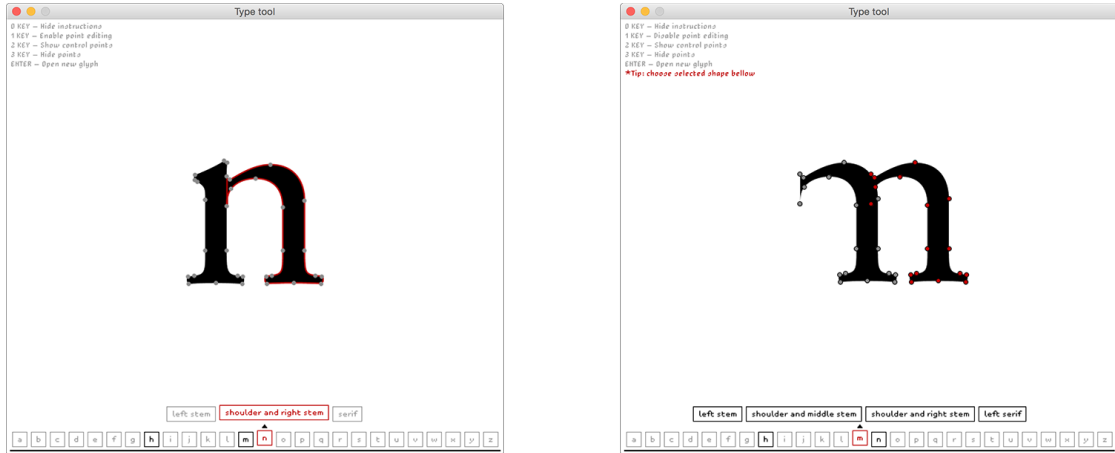 Type tool
0 KEY – Hide instructions
1 KEY – Enable point editing
2 KEY – Show control points
3 KEY – Hide points
ENTER – Open new glyph
n
left stem shoulder and right stem serif
a b c d e f g h i j k l m n o p q r s t u v w x y z
Type tool
0 KEY – Hide instructions
1 KEY – Disable point editing
2 KEY – Show control points
3 KEY – Hide points
ENTER – Open new glyph
*Tip: choose selected shape bellow
m
left stem shoulder and middle stem shoulder and right stem left serif
a b c d e f g h i j k l m n o p q r s t u v w x y z